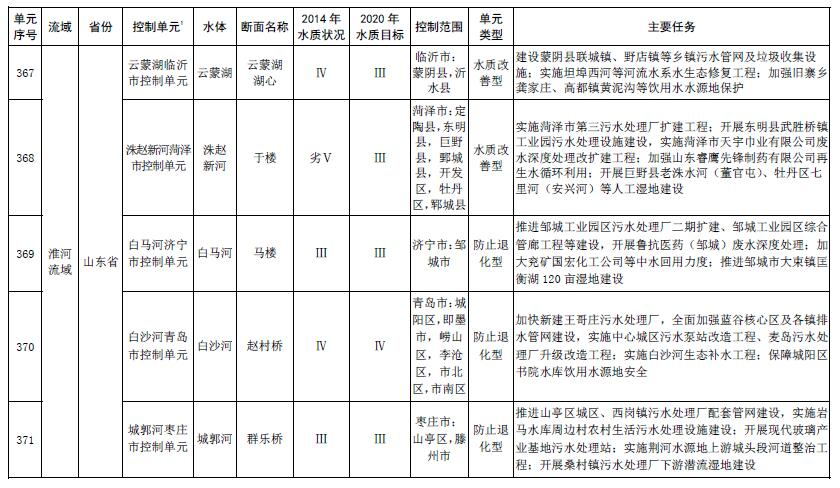 单元序号 流域 省份 控制单元¹ 水体 断面名称 2014年水质状况 2020年水质目标 控制范围 单元类型 主要任务
367
云蒙湖临沂
市控制单元
云蒙湖
云蒙湖
湖心
Ⅳ
Ⅲ
临沂市：
蒙阴县,沂
水县
水质改
善型
建设蒙阴县联城镇、野店镇等乡镇污水管网及垃圾收集设
施；实施坦埠西河等河流水系水生态修复工程；加强旧寨乡
龚家庄、高都镇黄泥沟等饮用水水源地保护
368
洙赵新河菏泽
市控制单元
洙赵
新河
于楼
劣Ⅴ
Ⅲ
菏泽市：定
陶县,东明
县，巨野
县，鄄城
县，开发
区，牡丹
区,郓城县
水质改
善型
实施菏泽市第三污水处理厂扩建工程；开展东明县武胜桥镇
工业园污水处理设施建设，实施菏泽市天宇巾业有限公司废
水深度处理改扩建工程；加强山东睿鹰先锋制药有限公司再
生水循环利用；开展巨野县老洙水河（董官屯）、牡丹区七
里河（安兴河）等人工湿地建设
淮河
流域
山东省
369
白马河济宁
市控制单元
白马河
马楼
Ⅲ
Ⅲ
济宁市：邹
城市
防止退
化型
推进邹城工业园区污水处理厂二期扩建、邹城工业园区综合
管廊工程等建设，开展鲁抗医药（邹城）废水深度处理；加
大兖矿国宏化工公司等中水回用力度；推进邹城市大束镇匡
衡湖120亩湿地建设
370
白沙河青岛
市控制单元
白沙河
赵村桥
Ⅳ
Ⅳ
青岛市：城
阳区,即墨
市，崂山
区，李沧
区，市北
区,市南区
防止退
化型
加快新建王哥庄污水处理厂，全面加强蓝谷核心区及各镇排
水管网建设，实施中心城区污水泵站改造工程、麦岛污水处
理厂升级改造工程；实施白沙河生态补水工程；保障城阳区
书院水库饮用水源地安全
371
城郭河枣庄
市控制单元
城郭河
群乐桥
Ⅲ
Ⅲ
枣庄市：
山亭区,滕
州市
防止退
化型
推进山亭区城区、西岗镇污水处理厂配套管网建设，实施岩
马水库周边村农村生活污水处理设施建设；开展现代玻璃产
业基地污水处理站；实施荆河水源地上游城头段河道整治工
程；开展桑村镇污水处理厂下游潜流湿地建设